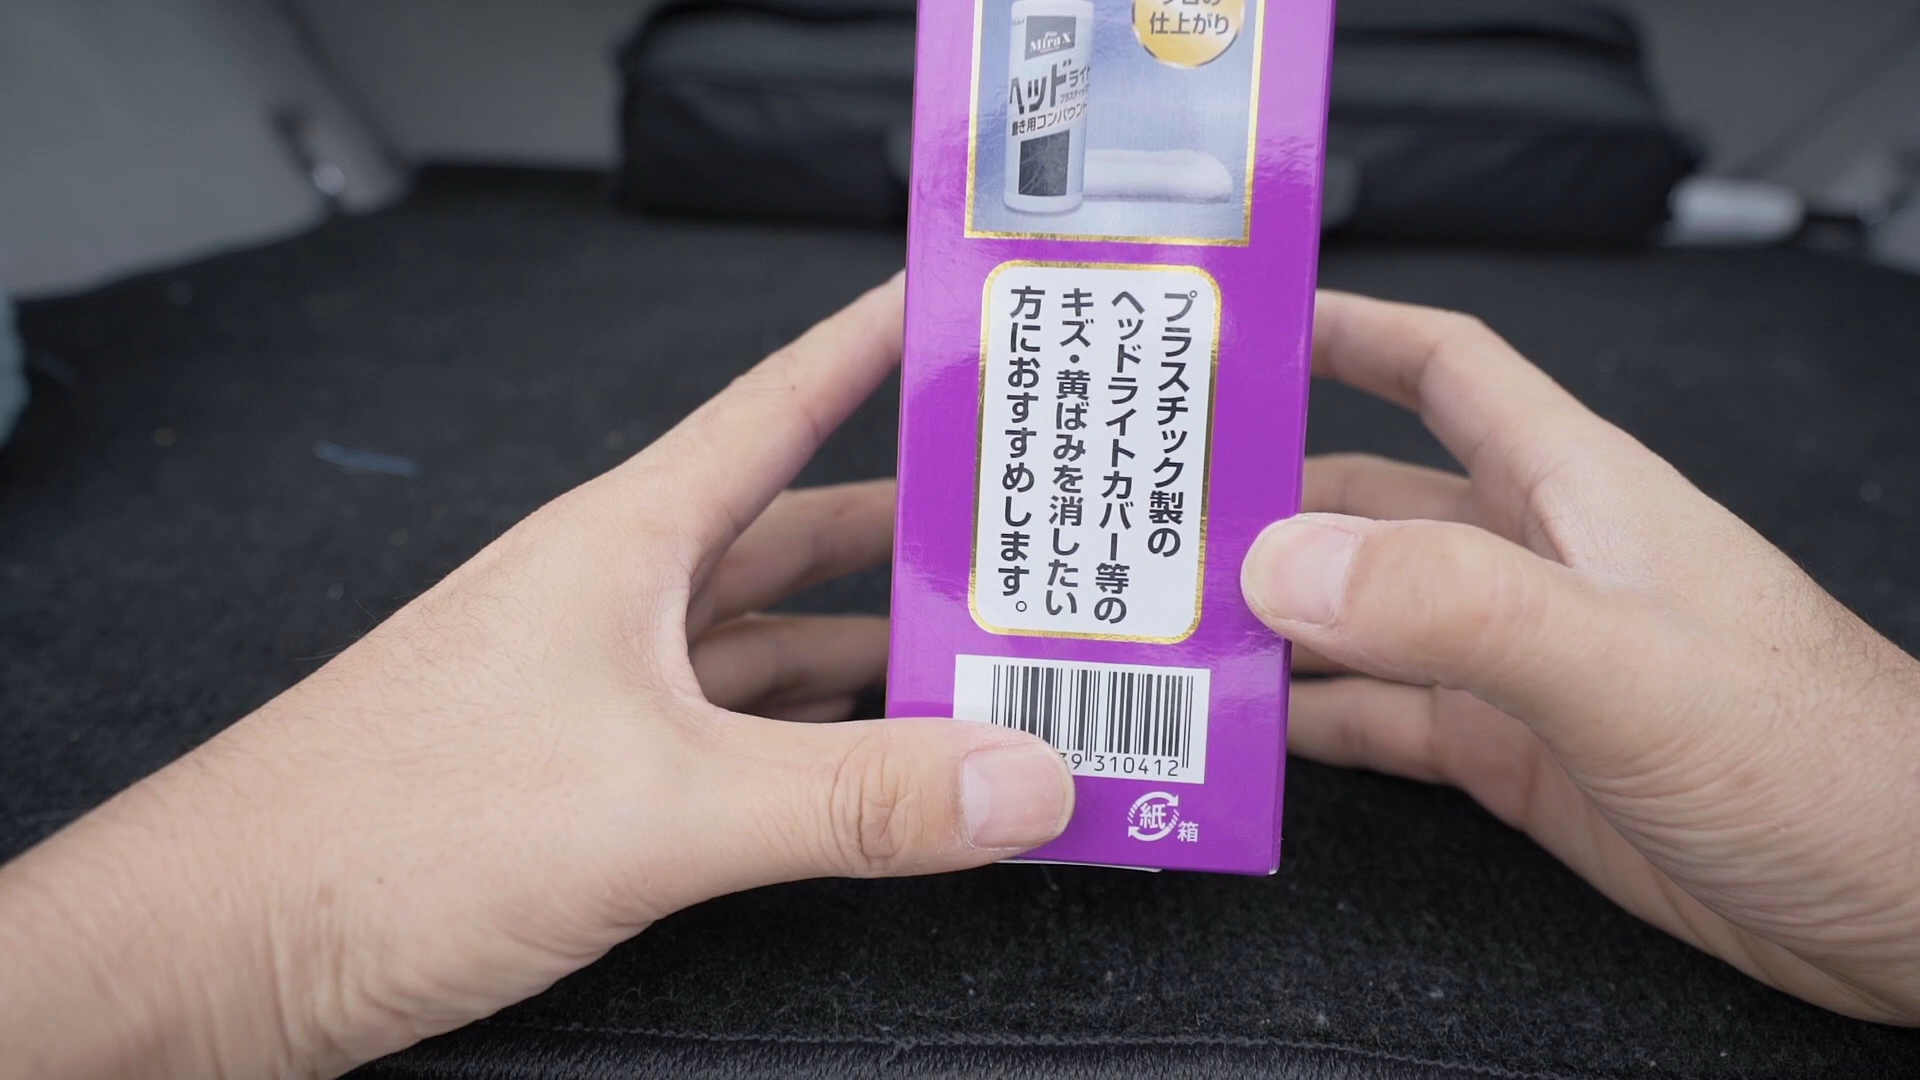 仕上がり
MiraX
ヘッドライト
磨き用コンパウンド
プラスチック製の
ヘッドライトカバー等の
キズ・黄ばみを消したい
方におすすめします。
39 310412
紙
箱